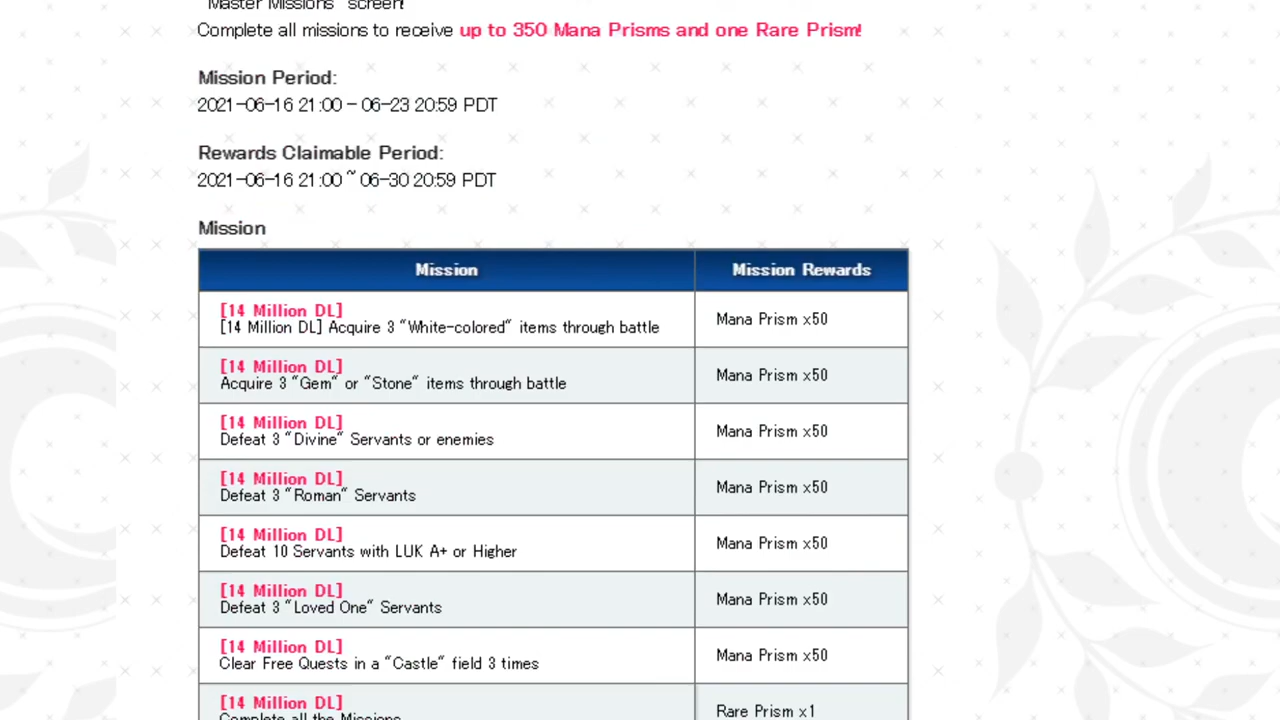 "Master Missions" screen!
Complete all missions to receive up to 350 Mana Prisms and one Rare Prism!
Mission Period:
2021-06-16 21:00 - 06-23 20:59 PDT
Rewards Claimable Period:
2021-06-16 21:00 ~ 06-30 20:59 PDT
Mission
Mission Mission Rewards
[14 Million DL]
[14 Million DL] Acquire 3 "White-colored" items through battle
Mana Prism x50
[14 Million DL]
Acquire 3 "Gem" or "Stone" items through battle
Mana Prism x50
[14 Million DL]
Defeat 3 "Divine" Servants or enemies
Mana Prism x50
[14 Million DL]
Defeat 3 "Roman" Servants
Mana Prism x50
[14 Million DL]
Defeat 10 Servants with LUK A+ or Higher
Mana Prism x50
[14 Million DL]
Defeat 3 "Loved One" Servants
Mana Prism x50
[14 Million DL]
Clear Free Quests in a "Castle" field 3 times
Mana Prism x50
[14 Million DL]
Complete all the Missions
Rare Prism x1